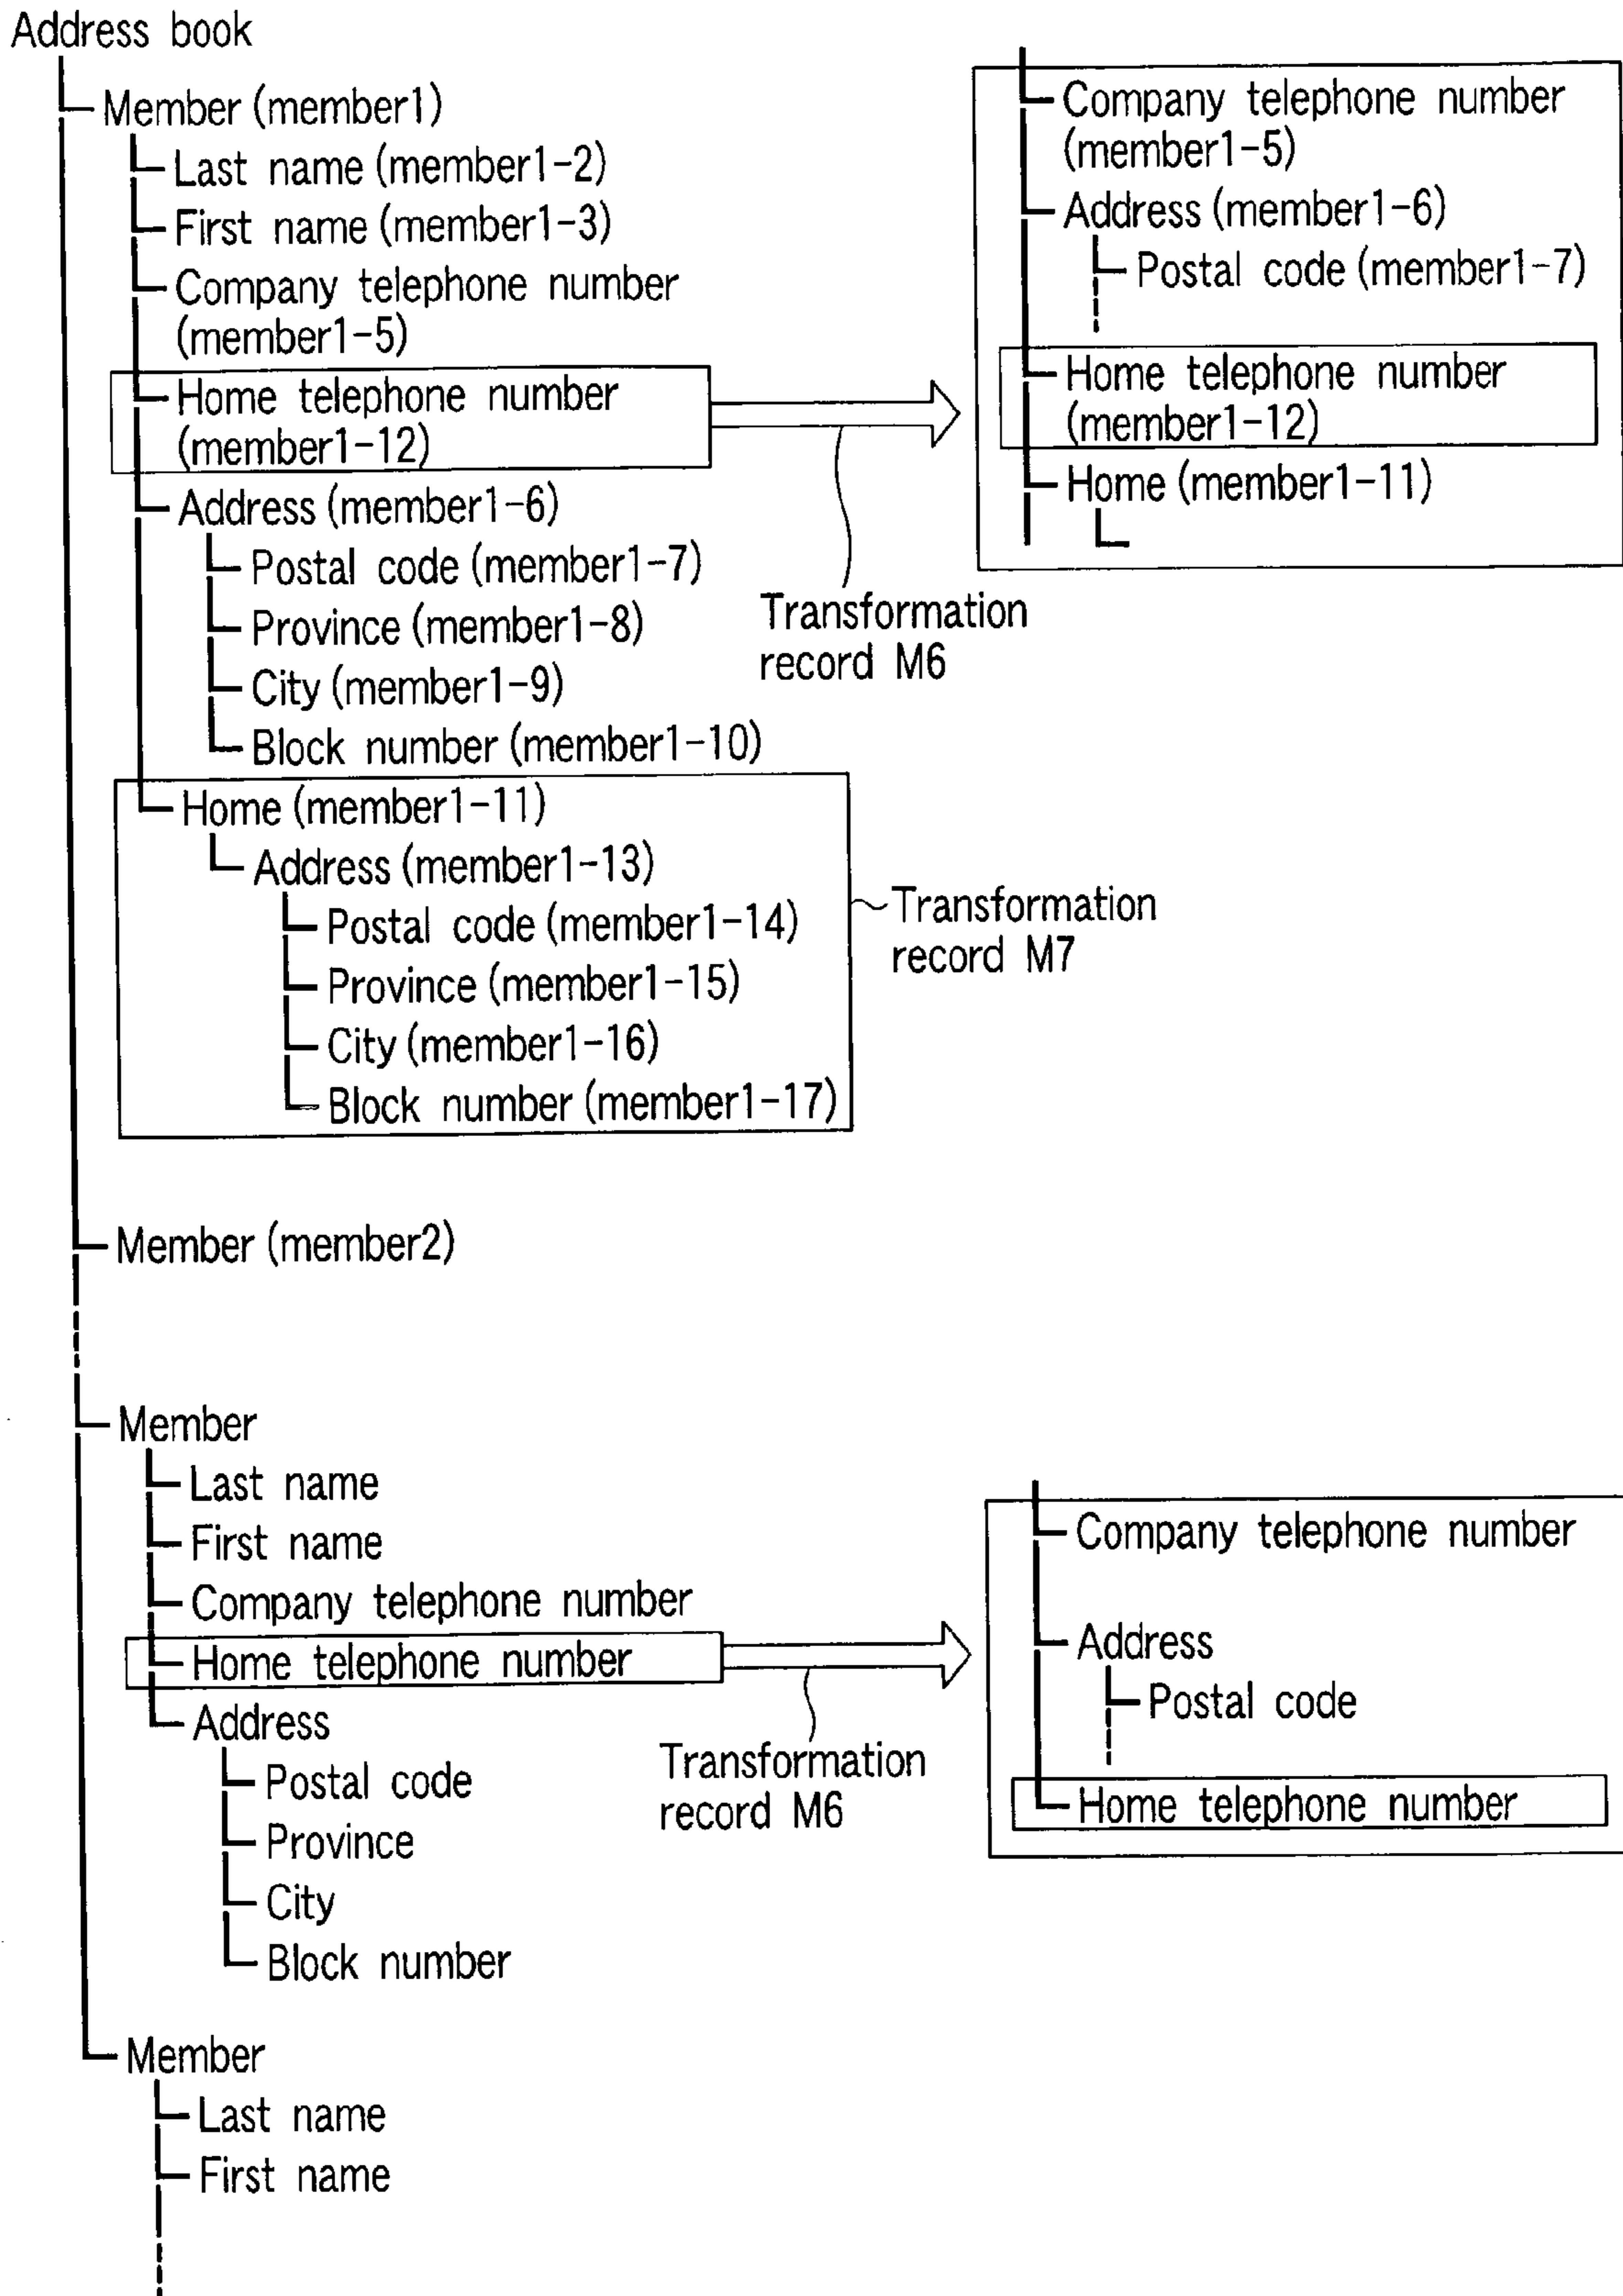 Address book
Member (member1)
Last name (member1-2)
First name (member1-3)
Company telephone number
(member1-5)
Home telephone number
(member1-12)
Address (member1-6)
Postal code (member1-7)
Province (member1-8)
City (member1-9)
Block number (member1-10)
Home (member1-11)
Address (member1-13)
Postal code (member1-14)
Province (member1-15)
City (member1-16)
Block number (member1-17)
Transformation
record M6
Company telephone number
(member1-5)
Address (member1-6)
Postal code (member1-7)
Home telephone number
(member1-12)
Home (member1-11)
Transformation
record M7
Member (member2)
Member
Last name
First name
Company telephone number
Home telephone number
Address
Postal code
Province
City
Block number
Transformation
record M6
Company telephone number
Address
Postal code
Home telephone number
Member
Last name
First name